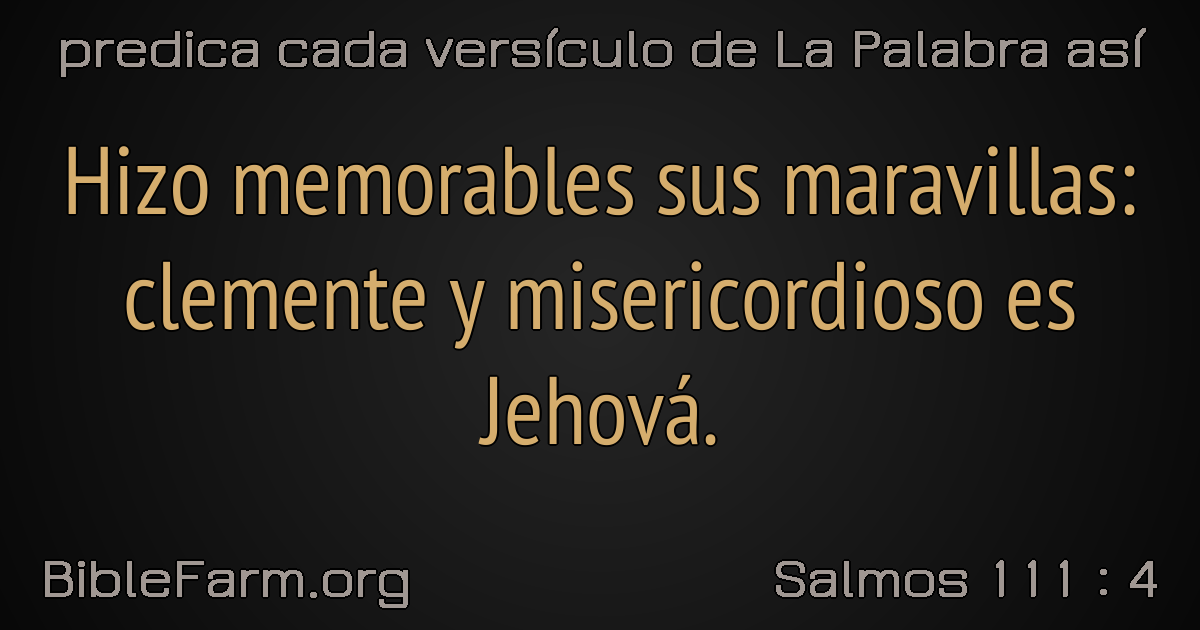 predica cada versículo de La Palabra así
Hizo memorables sus maravillas:
clemente y misericordioso es
Jehová.
BibleFarm.org
Salmos 111 : 4